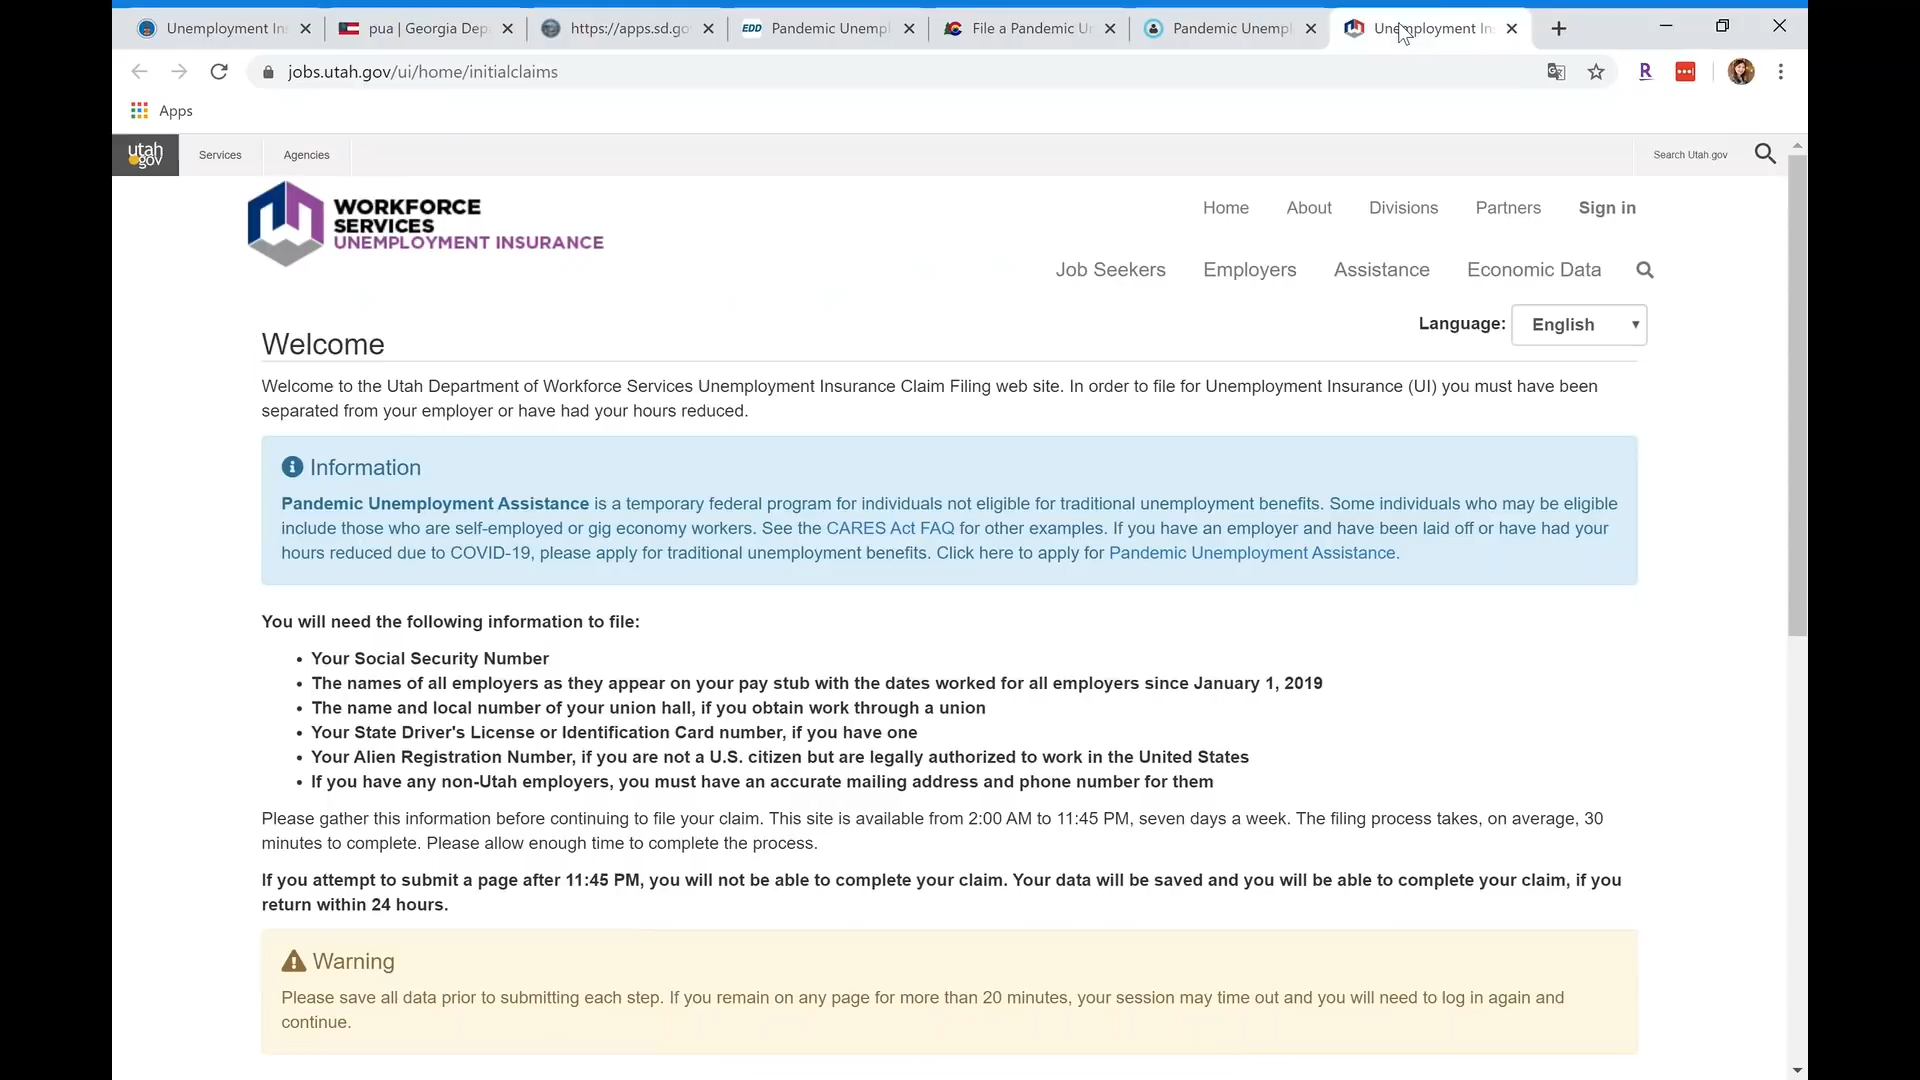 Unemployment In
pua | Georgia Dep
https://apps.sd.go
EDD Pandemic Unempl
File a Pandemic Un
Pandemic Unempl
Unemployment In
jobs.utah.gov/ui/home/initialclaims
R
Apps
utah gov
Services
Agencies
Search Utah.gov
WORKFORCE
SERVICES
UNEMPLOYMENT INSURANCE
Home About Divisions Partners Sign in
Job Seekers Employers Assistance Economic Data
Language: English
Welcome
Welcome to the Utah Department of Workforce Services Unemployment Insurance Claim Filing web site. In order to file for Unemployment Insurance (UI) you must have been
separated from your employer or have had your hours reduced.
Information
Pandemic Unemployment Assistance is a temporary federal program for individuals not eligible for traditional unemployment benefits. Some individuals who may be eligible
include those who are self-employed or gig economy workers. See the CARES Act FAQ for other examples. If you have an employer and have been laid off or have had your
hours reduced due to COVID-19, please apply for traditional unemployment benefits. Click here to apply for Pandemic Unemployment Assistance.
You will need the following information to file:
• Your Social Security Number
• The names of all employers as they appear on your pay stub with the dates worked for all employers since January 1, 2019
• The name and local number of your union hall, if you obtain work through a union
• Your State Driver's License or Identification Card number, if you have one
• Your Alien Registration Number, if you are not a U.S. citizen but are legally authorized to work in the United States
• If you have any non-Utah employers, you must have an accurate mailing address and phone number for them
Please gather this information before continuing to file your claim. This site is available from 2:00 AM to 11:45 PM, seven days a week. The filing process takes, on average, 30
minutes to complete. Please allow enough time to complete the process.
If you attempt to submit a page after 11:45 PM, you will not be able to complete your claim. Your data will be saved and you will be able to complete your claim, if you
return within 24 hours.
Warning
Please save all data prior to submitting each step. If you remain on any page for more than 20 minutes, your session may time out and you will need to log in again and
continue.